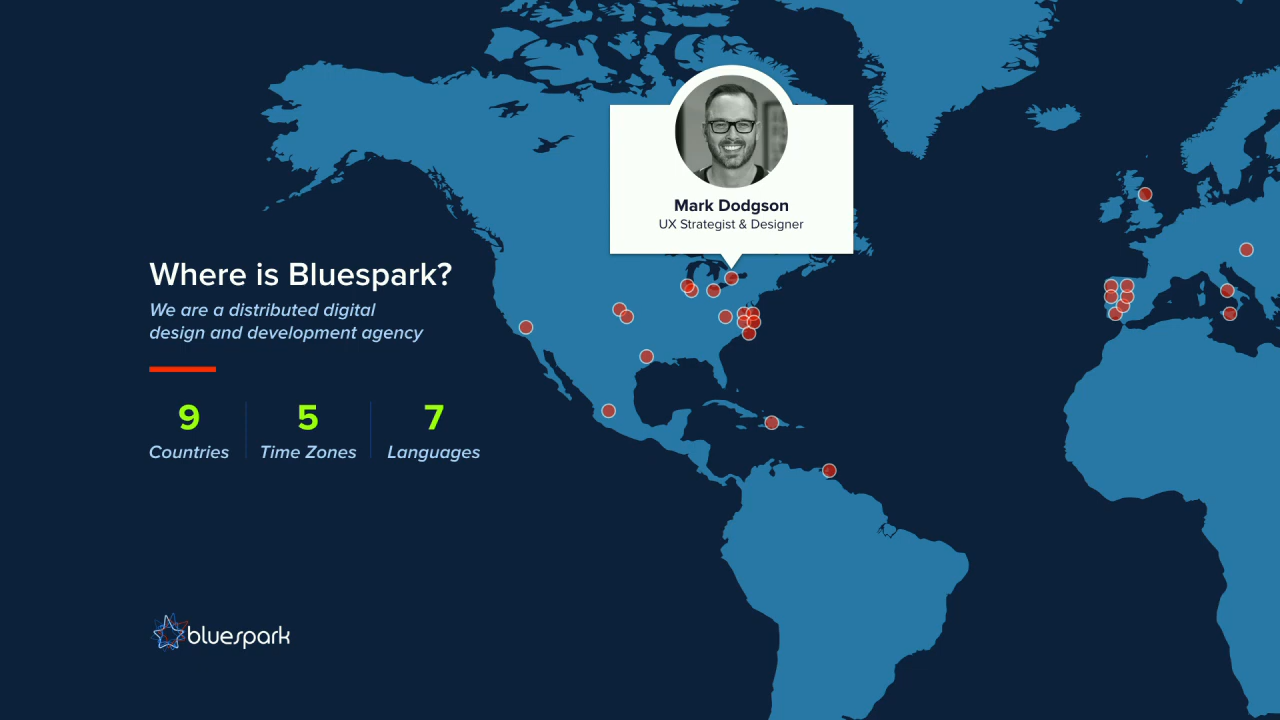 Mark Dodgson
UX Strategist & Designer
Where is Bluespark?
We are a distributed digital
design and development agency
9 5 7
Countries Time Zones Languages
bluespark